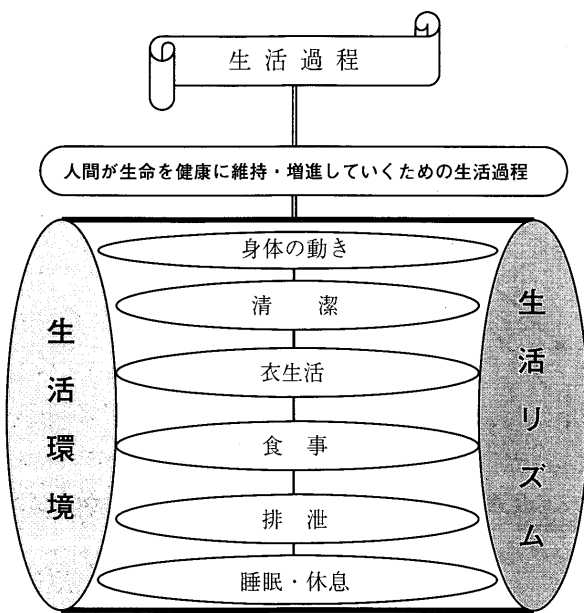 生活過程
人間が生命を健康に維持・増進していくための生活過程
生活環境
身体の動き
清潔
衣生活
食事
排泄
睡眠・休息
生活リズム